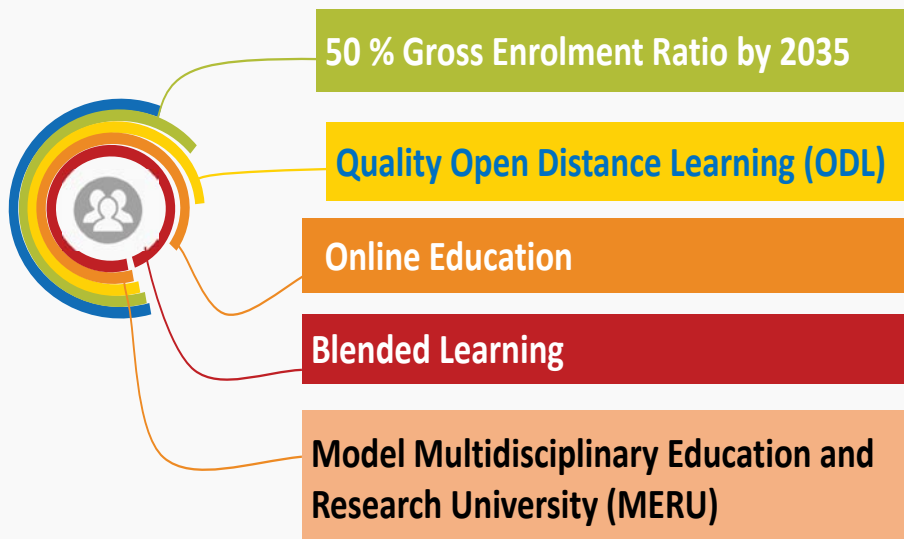 50 % Gross Enrolment Ratio by 2035
Quality Open Distance Learning (ODL)
Online Education
Blended Learning
Model Multidisciplinary Education and
Research University (MERU)